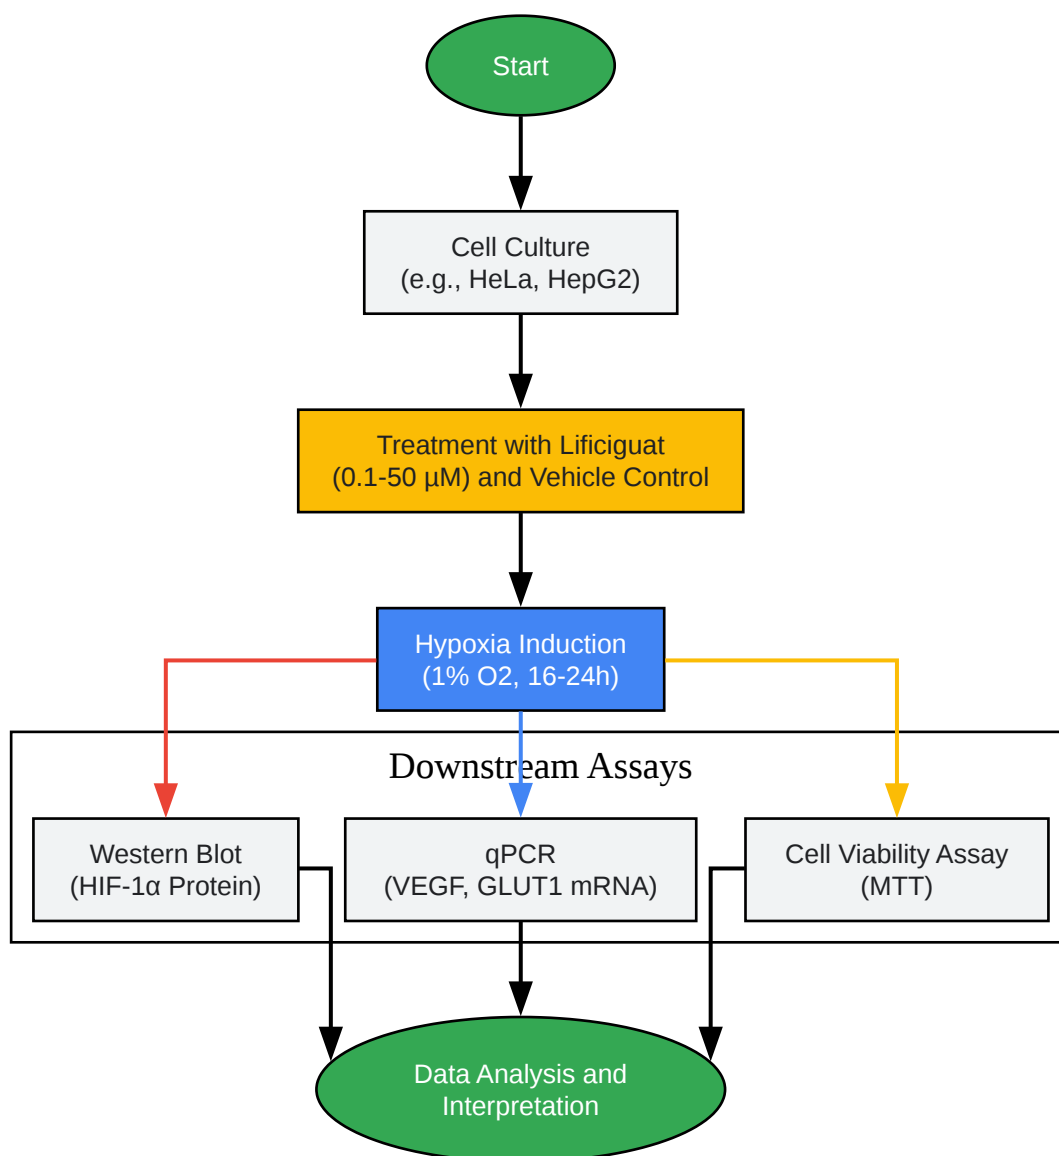 Start
Cell Culture
(e.g., HeLa, HepG2)
Treatment with Lificiguat
(0.1-50 µM) and Vehicle Control
Hypoxia Induction
(1% O2, 16-24h)
Downstream Assays
Western Blot
(HIF-1α Protein)
qPCR
(VEGF, GLUT1 mRNA)
Cell Viability Assay
(MTT)
Data Analysis and
Interpretation